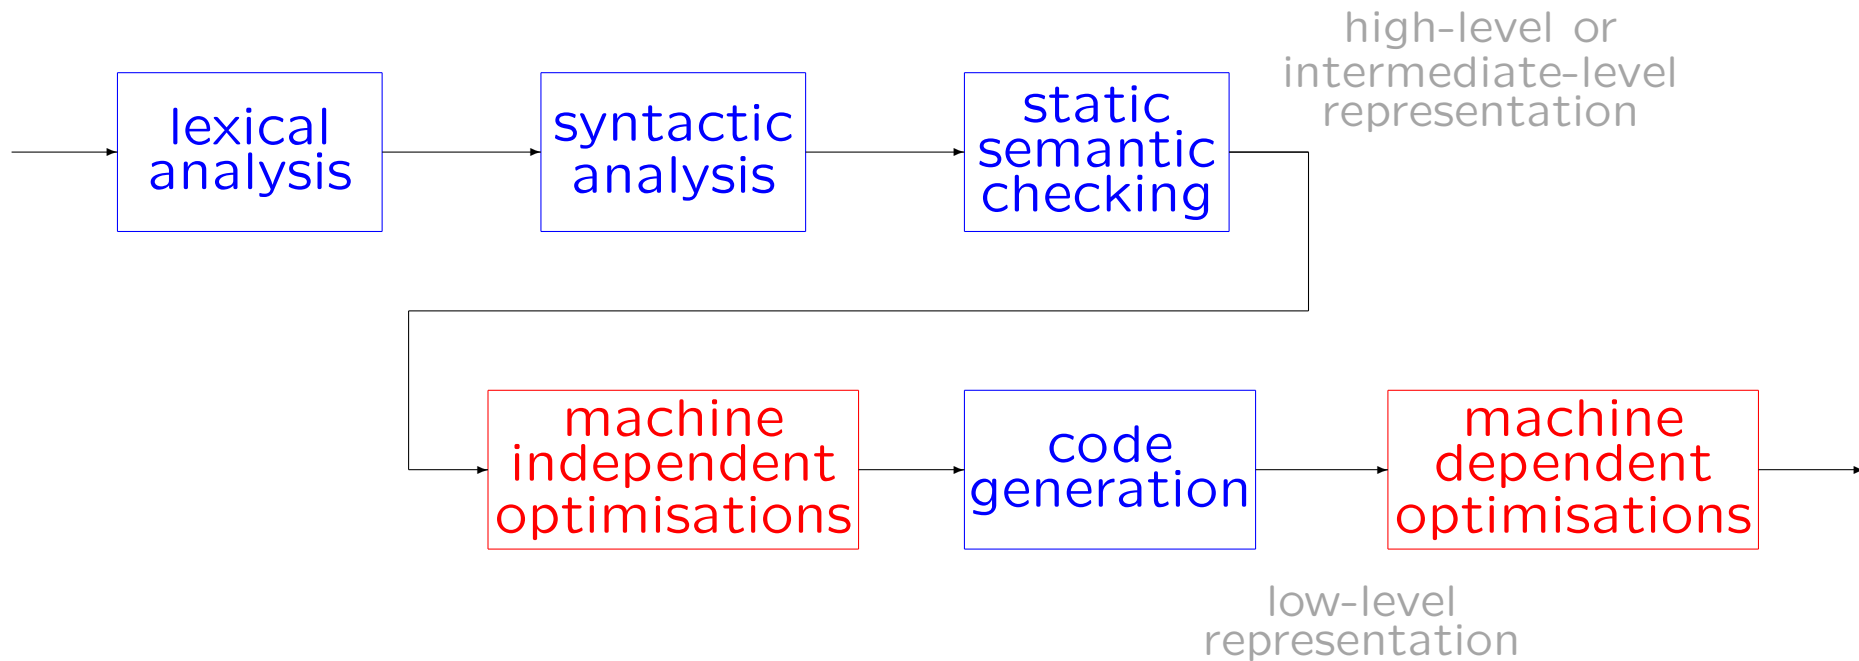 lexical
analysis
syntactic
analysis
static
semantic
checking
high-level or
intermediate-level
representation
machine
independent
optimisations
code
generation
machine
dependent
optimisations
low-level
representation